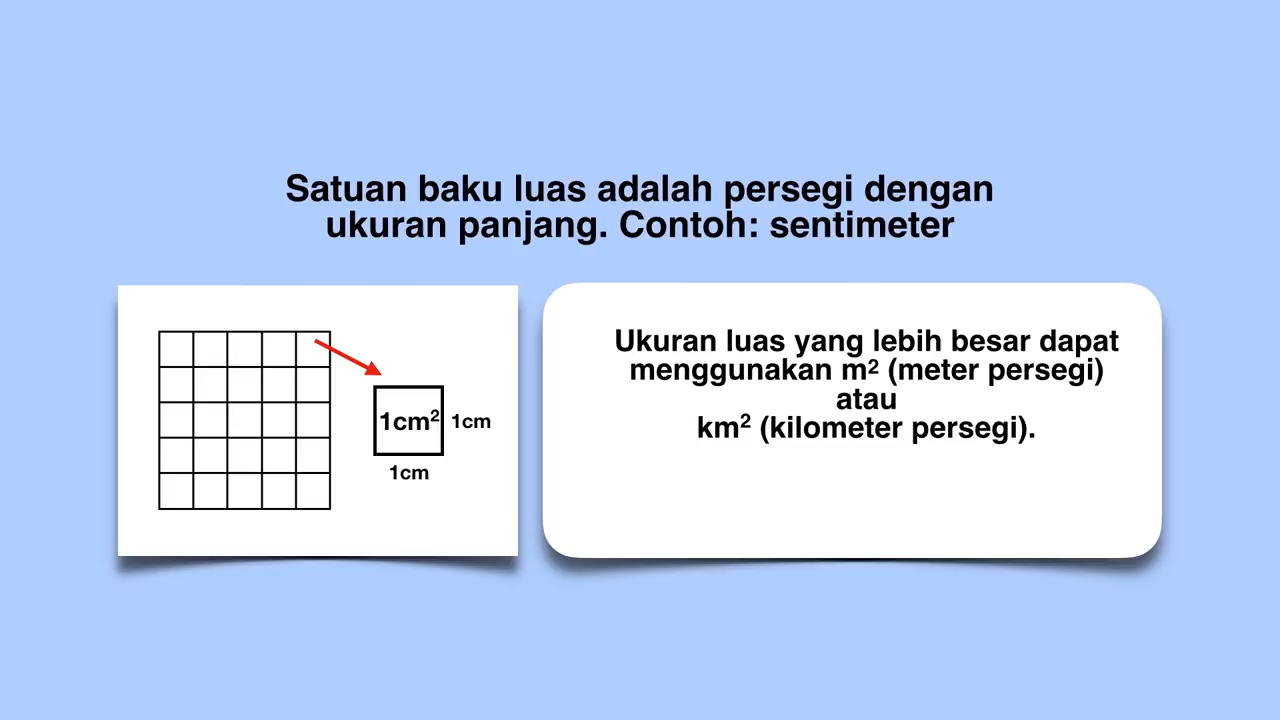 Satuan baku luas adalah persegi dengan
ukuran panjang. Contoh: sentimeter
1cm²
1cm
1cm
Ukuran luas yang lebih besar dapat
menggunakan m² (meter persegi)
atau
km² (kilometer persegi).